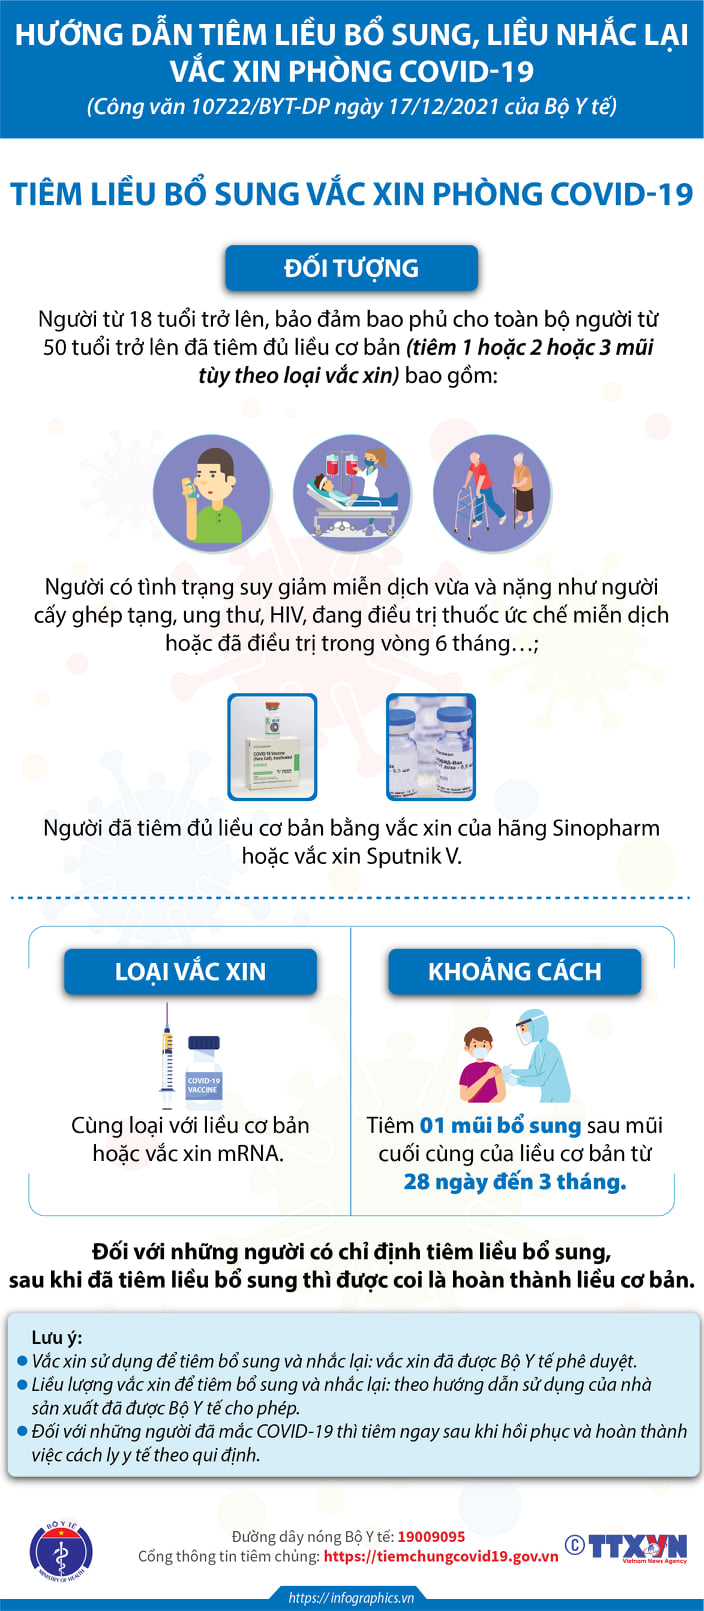 HƯỚNG DẪN TIÊM LIỀU BỔ SUNG, LIỀU NHẮC LẠI
VẮC XIN PHÒNG COVID-19
(Công văn 10722/BYT-DP ngày 17/12/2021 của Bộ Y tế)
TIÊM LIỀU BỔ SUNG VẮC XIN PHÒNG COVID-19
ĐỐI TƯỢNG
Người từ 18 tuổi trở lên, bảo đảm bao phủ cho toàn bộ người từ
50 tuổi trở lên đã tiêm đủ liều cơ bản (tiêm 1 hoặc 2 hoặc 3 mũi
tùy theo loại vắc xin) bao gồm:
Người có tình trạng suy giảm miễn dịch vừa và nặng như người
cấy ghép tạng, ung thư, HIV, đang điều trị thuốc ức chế miễn dịch
hoặc đã điều trị trong vòng 6 tháng…;
COVID-19 Vaccine
(Vero Cell), Inactivated
Người đã tiêm đủ liều cơ bản bằng vắc xin của hãng Sinopharm
hoặc vắc xin Sputnik V.
LOẠI VẮC XIN
COVID-19
VACCINE
Cùng loại với liều cơ bản
hoặc vắc xin mRNA.
KHOẢNG CÁCH
Tiêm 01 mũi bổ sung sau mũi
cuối cùng của liều cơ bản từ
28 ngày đến 3 tháng.
Đối với những người có chỉ định tiêm liều bổ sung,
sau khi đã tiêm liều bổ sung thì được coi là hoàn thành liều cơ bản.
Lưu ý:
● Vắc xin sử dụng để tiêm bổ sung và nhắc lại: vắc xin đã được Bộ Y tế phê duyệt.
● Liều lượng vắc xin để tiêm bổ sung và nhắc lại: theo hướng dẫn sử dụng của nhà
sản xuất đã được Bộ Y tế cho phép.
● Đối với những người đã mắc COVID-19 thì tiêm ngay sau khi hồi phục và hoàn thành
việc cách ly y tế theo qui định.
BỘ Y TẾ
MINISTRY OF HEALTH
Đường dây nóng Bộ Y tế: 19009095
Cổng thông tin tiêm chủng: https://tiemchungcovid19.gov.vn
© TTXVN
Vietnam News Agency
https://infographics.vn